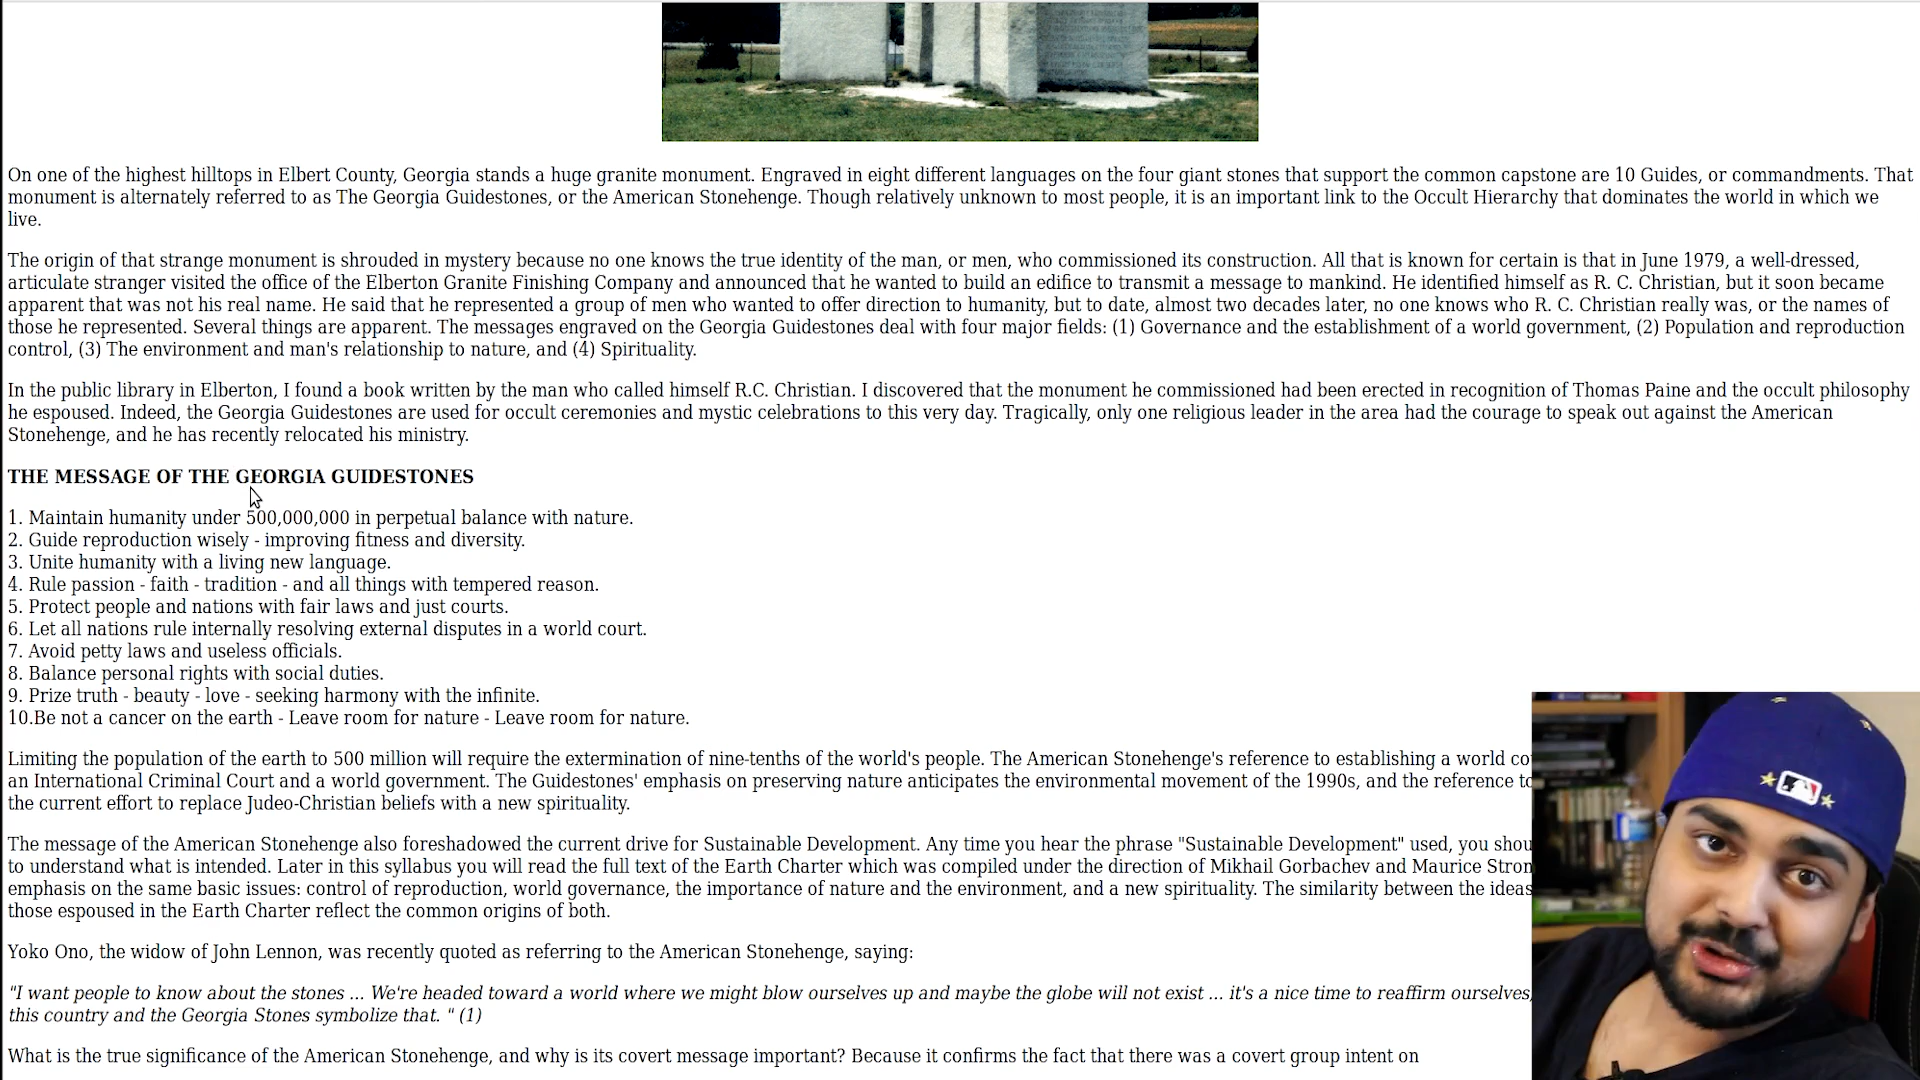 On one of the highest hilltops in Elbert County, Georgia stands a huge granite monument. Engraved in eight different languages on the four giant stones that support the common capstone are 10 Guides, or commandments. That
monument is alternately referred to as The Georgia Guidestones, or the American Stonehenge. Though relatively unknown to most people, it is an important link to the Occult Hierarchy that dominates the world in which we
live.
The origin of that strange monument is shrouded in mystery because no one knows the true identity of the man, or men, who commissioned its construction. All that is known for certain is that in June 1979, a well-dressed,
articulate stranger visited the office of the Elberton Granite Finishing Company and announced that he wanted to build an edifice to transmit a message to mankind. He identified himself as R. C. Christian, but it soon became
apparent that was not his real name. He said that he represented a group of men who wanted to offer direction to humanity, but to date, almost two decades later, no one knows who R. C. Christian really was, or the names of
those he represented. Several things are apparent. The messages engraved on the Georgia Guidestones deal with four major fields: (1) Governance and the establishment of a world government, (2) Population and reproduction
control, (3) The environment and man's relationship to nature, and (4) Spirituality.
In the public library in Elberton, I found a book written by the man who called himself R.C. Christian. I discovered that the monument he commissioned had been erected in recognition of Thomas Paine and the occult philosophy
he espoused. Indeed, the Georgia Guidestones are used for occult ceremonies and mystic celebrations to this very day. Tragically, only one religious leader in the area had the courage to speak out against the American
Stonehenge, and he has recently relocated his ministry.
THE MESSAGE OF THE GEORGIA GUIDESTONES
1. Maintain humanity under 500,000,000 in perpetual balance with nature.
2. Guide reproduction wisely - improving fitness and diversity.
3. Unite humanity with a living new language.
4. Rule passion - faith - tradition - and all things with tempered reason.
5. Protect people and nations with fair laws and just courts.
6. Let all nations rule internally resolving external disputes in a world court.
7. Avoid petty laws and useless officials.
8. Balance personal rights with social duties.
9. Prize truth - beauty - love - seeking harmony with the infinite.
10.Be not a cancer on the earth - Leave room for nature - Leave room for nature.
Limiting the population of the earth to 500 million will require the extermination of nine-tenths of the world's people. The American Stonehenge's reference to establishing a world
an International Criminal Court and a world government. The Guidestones' emphasis on preserving nature anticipates the environmental movement of the 1990s, and the reference to
the current effort to replace Judeo-Christian beliefs with a new spirituality.
The message of the American Stonehenge also foreshadowed the current drive for Sustainable Development. Any time you hear the phrase "Sustainable Development" used, you
to understand what is intended. Later in this syllabus you will read the full text of the Earth Charter which was compiled under the direction of Mikhail Gorbachev and Maurice
emphasis on the same basic issues: control of reproduction, world governance, the importance of nature and the environment, and a new spirituality. The similarity between the ideas
those espoused in the Earth Charter reflect the common origins of both.
Yoko Ono, the widow of John Lennon, was recently quoted as referring to the American Stonehenge, saying:
"I want people to know about the stones ... We're headed toward a world where we might blow ourselves up and maybe the globe will not exist ... it's a nice time to reaffirm ourselves,
this country and the Georgia Stones symbolize that. " (1)
What is the true significance of the American Stonehenge, and why is its covert message important? Because it confirms the fact that there was a covert group intent on